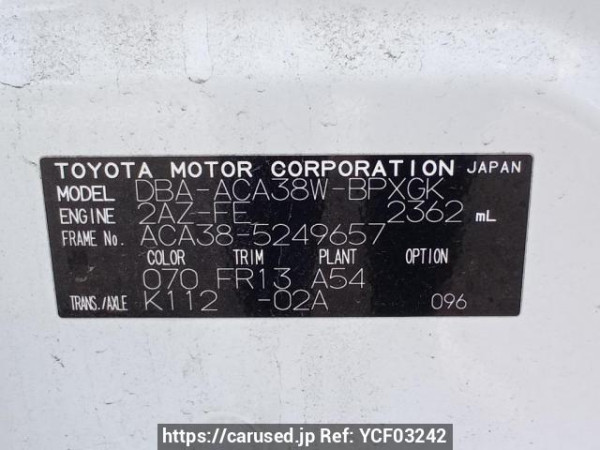 TOYOTA MOTOR CORPORATION JAPAN
MODEL DBA-ACA38W-BPXGK
ENGINE 2AZ-FE 2362 mL
FRAME No. ACA38-5249657
COLOR TRIM PLANT OPTION
070 FR13 A54
TRANS./AXLE K112 -02A 096
https://carused.jp Ref: YCF03242